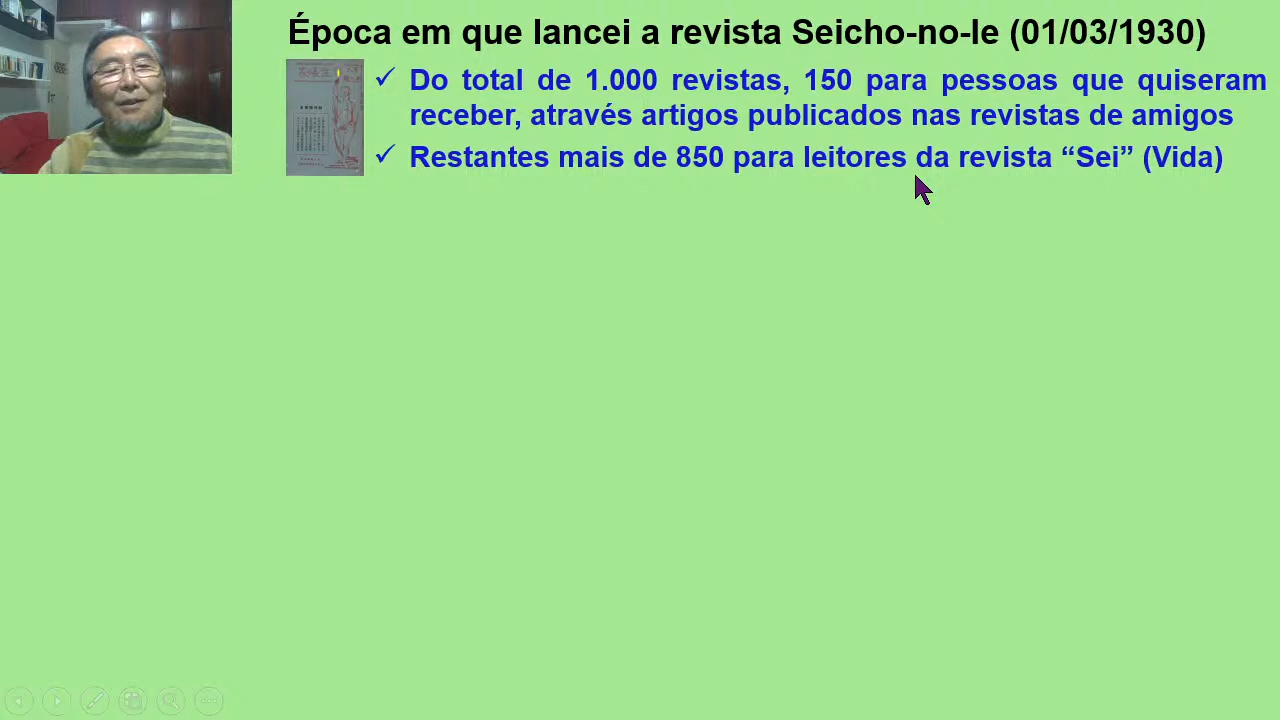 Época em que lancei a revista Seicho-no-Ie (01/03/1930)
✓ Do total de 1.000 revistas, 150 para pessoas que quiseram
receber, através artigos publicados nas revistas de amigos
✓ Restantes mais de 850 para leitores da revista “Sei” (Vida)